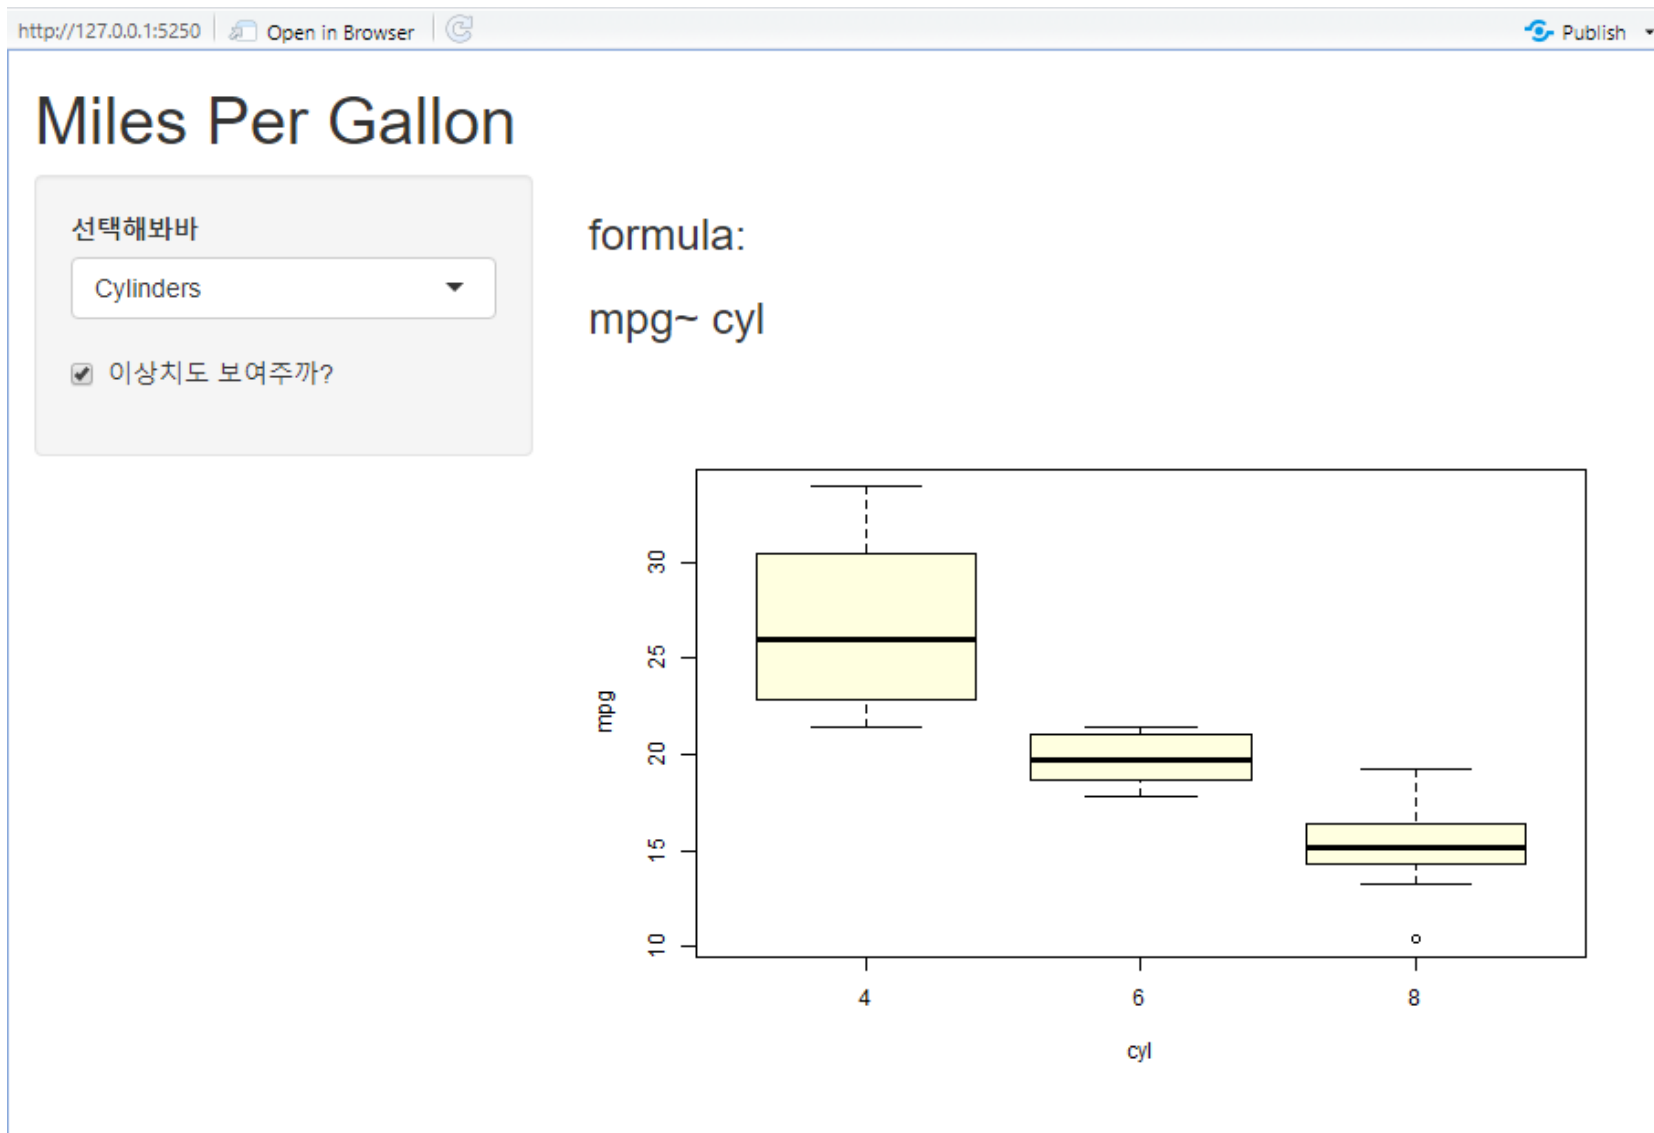 http://127.0.0.1:5250 Open in Browser Publish
Miles Per Gallon
선택해봐바
Cylinders
이상치도 보여주까?
formula:
mpg~ cyl
mpg
30
25
20
15
10
4 6 8
cyl